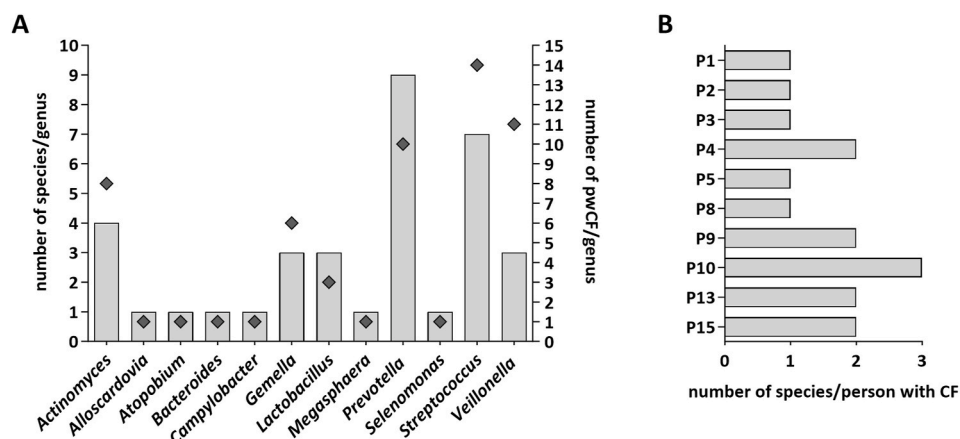 A
number of species/genus
10
9
8
7
6
5
4
3
2
1
0
15
14
13
12
11
10
9
8
7
6
5
4
3
2
1
0
number of pwCF/genus
Actinomyces
Alloscardovia
Atopobium
Bacteroides
Campylobacter
Gemella
Lactobacillus
Megasphaera
Prevotella
Selenomonas
Streptococcus
Veillonella
B
P1
P2
P3
P4
P5
P8
P9
P10
P13
P15
0 1 2 3
number of species/person with CF